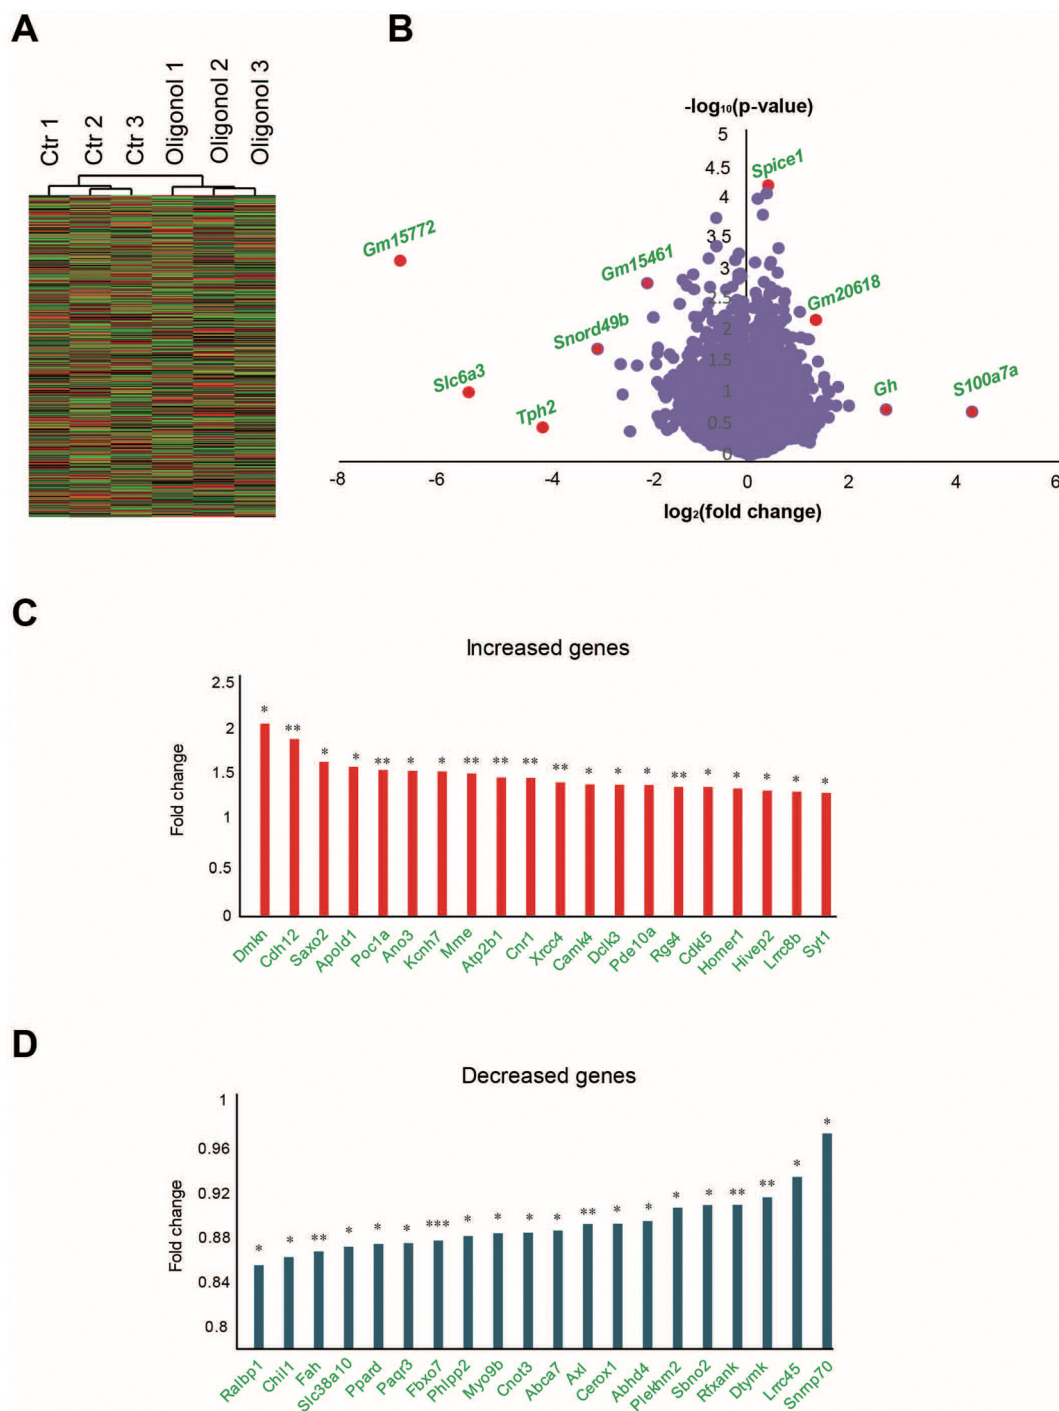 A
B
Ctr 1
Ctr 2
Ctr 3
Oligonol 1
Oligonol 2
Oligonol 3
-log₁₀(p-value)
5
4.5
4
3.5
3
2.5
2
1.5
1
0.5
0
Spice1
Gm15772
Gm15461
Gm20618
Snord49b
Slc6a3
Tph2
Gh
S100a7a
-8
-6
-4
-2
0
2
4
6
log₂(fold change)
C
Increased genes
Fold change
2.5
2
1.5
1
0.5
0
*
**
*
*
**
*
*
**
**
**
**
*
*
*
**
*
*
*
*
*
Dmkn
Cdh12
Saxo2
Apold1
Poc1a
Ano3
Kcnh7
Mme
Atp2b1
Cnr1
Xrcc4
Camk4
Dclk3
Pde10a
Rgs4
Cdkl5
Homer1
Hivep2
Lrrc8b
Syt1
D
Decreased genes
Fold change
1
0.96
0.92
0.88
0.84
0.8
*
*
**
*
*
*
***
*
*
*
*
**
*
*
*
*
**
**
*
*
Ralbp1
Chil1
Fah
Slc38a10
Ppard
Paqr3
Fbxo7
Phlpp2
Myo9b
Cnot3
Abca7
Axl
Cerox1
Abhd4
Plekhm2
Sbno2
Rfxank
Dtymk
Lrrc45
Snrnp70